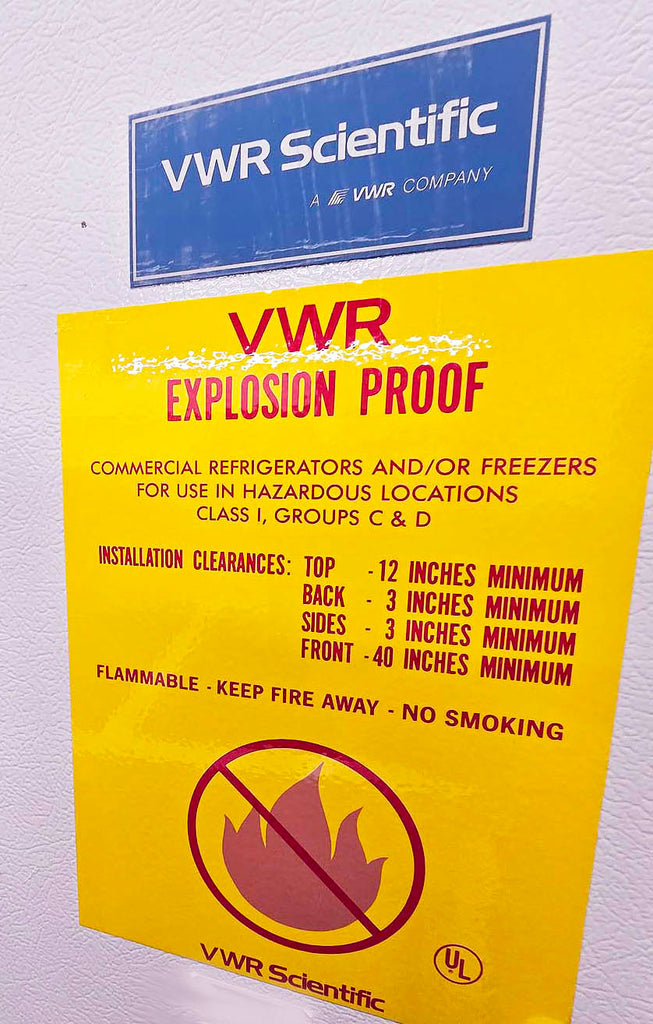 VWR Scientific
A VWR COMPANY
VWR
EXPLOSION PROOF
COMMERCIAL REFRIGERATORS AND/OR FREEZERS
FOR USE IN HAZARDOUS LOCATIONS
CLASS I, GROUPS C & D
INSTALLATION CLEARANCES: TOP - 12 INCHES MINIMUM
BACK - 3 INCHES MINIMUM
SIDES - 3 INCHES MINIMUM
FRONT - 40 INCHES MINIMUM
FLAMMABLE - KEEP FIRE AWAY - NO SMOKING
VWR Scientific
UL